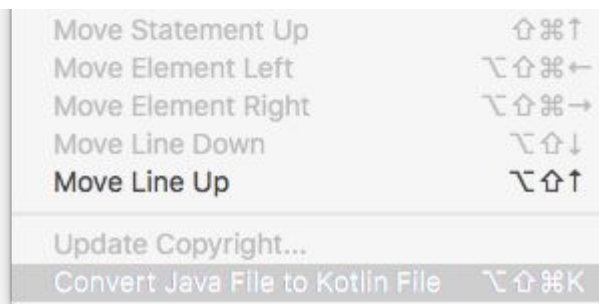 Move Statement Up ⇧⌘↑
Move Element Left ⌥⇧⌘←
Move Element Right ⌥⇧⌘→
Move Line Down ⌥⇧↓
Move Line Up ⌥⇧↑
Update Copyright...
Convert Java File to Kotlin File ⌥⇧⌘K